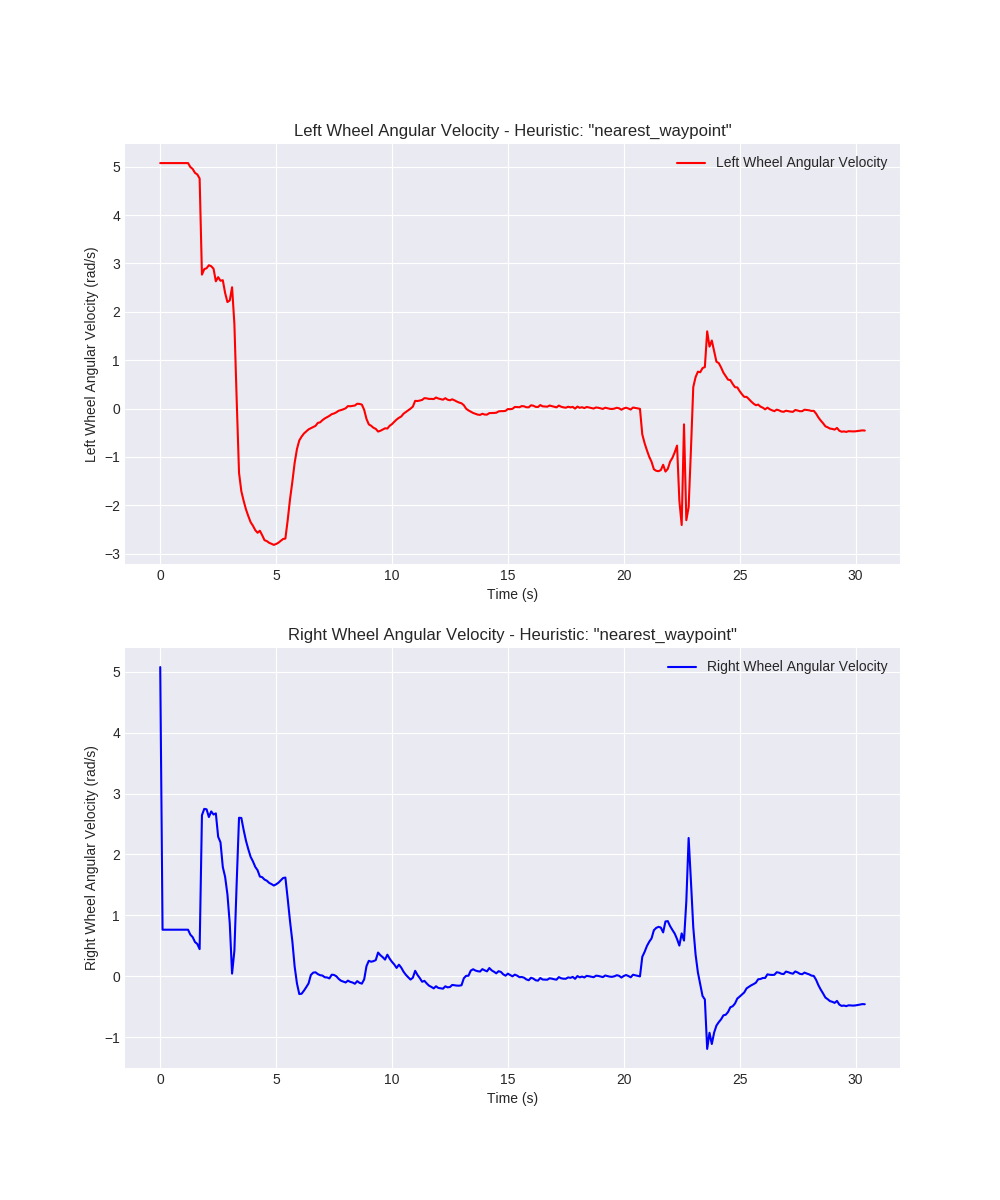 Left Wheel Angular Velocity - Heuristic: "nearest_waypoint"
Left Wheel Angular Velocity
Left Wheel Angular Velocity (rad/s)
5
4
3
2
1
0
−1
−2
−3
0 5 10 15 20 25 30
Time (s)
Right Wheel Angular Velocity - Heuristic: "nearest_waypoint"
Right Wheel Angular Velocity
Right Wheel Angular Velocity (rad/s)
5
4
3
2
1
0
−1
0 5 10 15 20 25 30
Time (s)